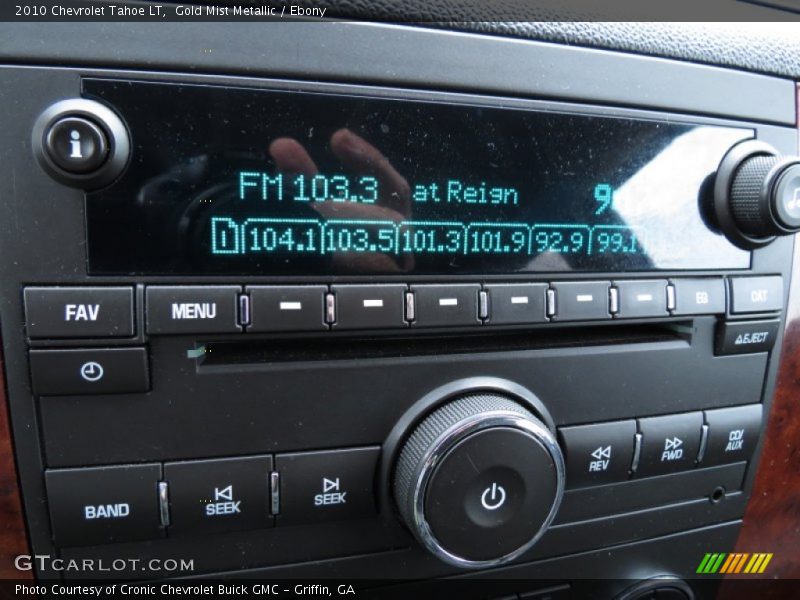 2010 Chevrolet Tahoe LT, Gold Mist Metallic / Ebony
i
FM 103.3 at Reign 9
1 104.1 103.5 101.3 101.9 92.9 99.1
FAV MENU EQ CAT
EJECT
REV FWD CD/AUX
BAND SEEK SEEK
GTCARLOT.COM
Photo Courtesy of Cronic Chevrolet Buick GMC – Griffin, GA